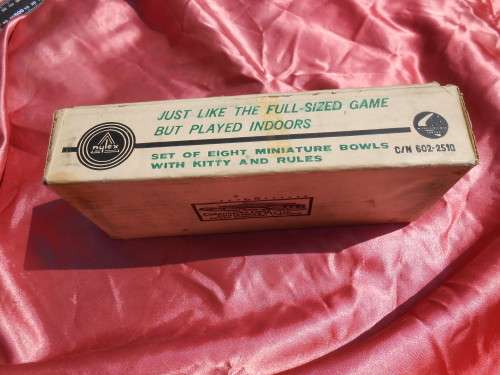 JUST LIKE THE FULL-SIZED GAME
BUT PLAYED INDOORS
nylex
SET OF EIGHT MINIATURE BOWLS
WITH KITTY AND RULES
C/N 602-2510